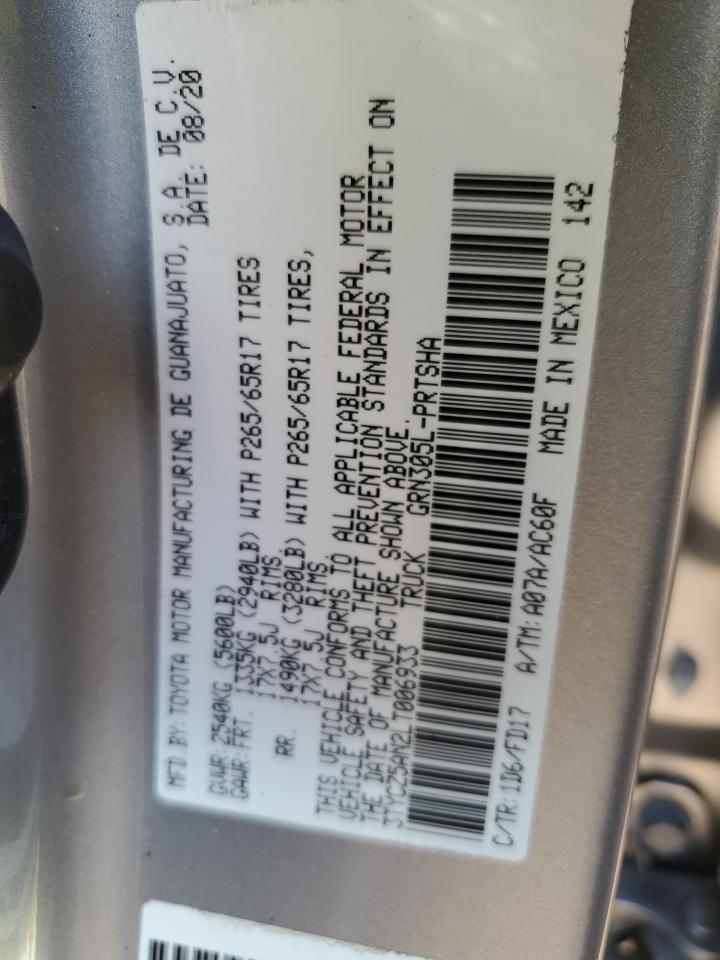 MFD.BY: TOYOTA MOTOR MANUFACTURING DE GUANAJUATO, S.A. DE C.V.
DATE: 08/20
GVWR: 2540KG (5600LB)
GAWR: FRT. 1335KG (2940LB) WITH P265/65R17 TIRES
17X7.5J RIMS
RR. 1490KG (3280LB) WITH P265/65R17 TIRES,
17X7.5J RIMS
THIS VEHICLE CONFORMS TO ALL APPLICABLE FEDERAL MOTOR
VEHICLE SAFETY AND THEFT PREVENTION STANDARDS IN EFFECT ON
THE DATE OF MANUFACTURE SHOWN ABOVE.
3TYCZ5AN2LT006933 TRUCK GRN305L-PRTSHA
C/TR: 1D6/FD17 A/TM: A07A/AC60F MADE IN MEXICO 142